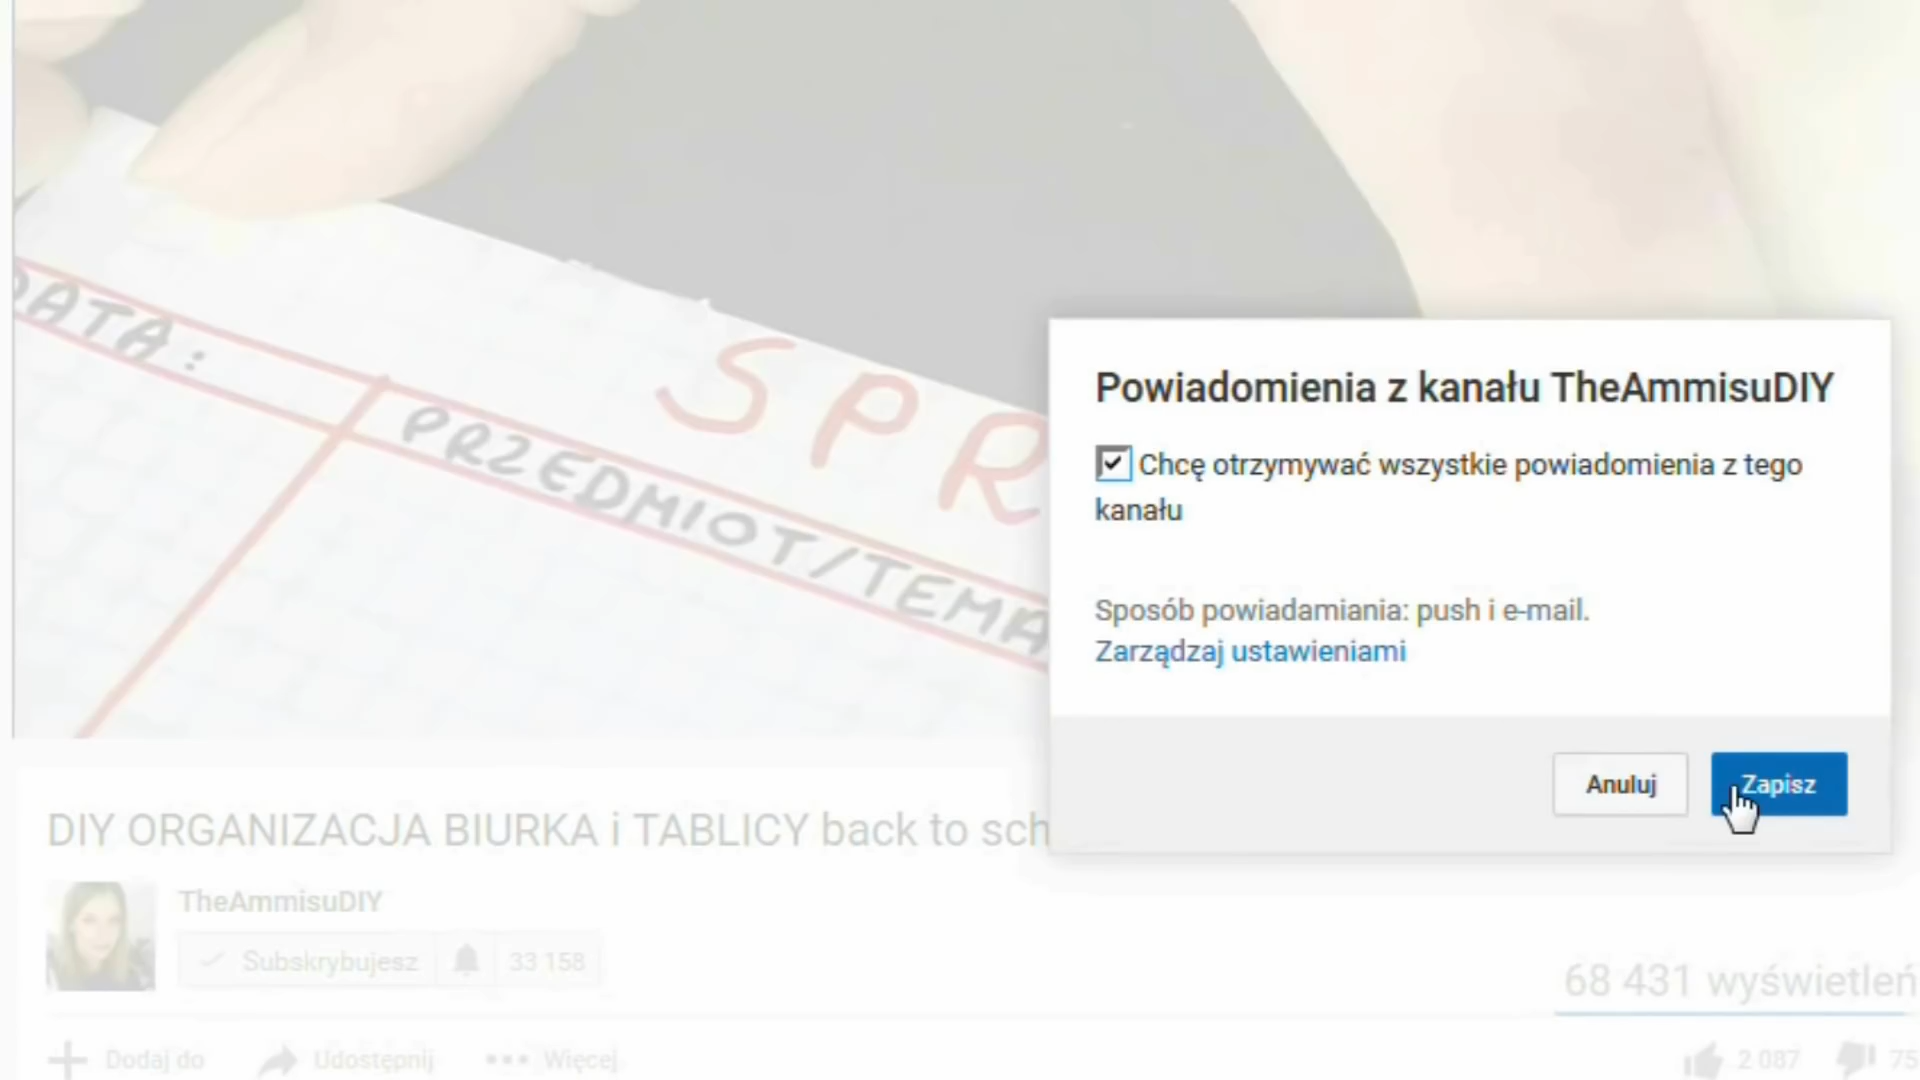 DATA:
SPR
PRZEDMIOT/TEMA
Powiadomienia z kanału TheAmmisuDIY
Chcę otrzymywać wszystkie powiadomienia z tego
kanału
Sposób powiadamiania: push i e-mail.
Zarządzaj ustawieniami
Anuluj
Zapisz
DIY ORGANIZACJA BIURKA i TABLICY back to sch
TheAmmisuDIY
Subskrybujesz
33 158
68 431 wyświetleń
Dodaj do
Udostępnij
Więcej
2 087
75